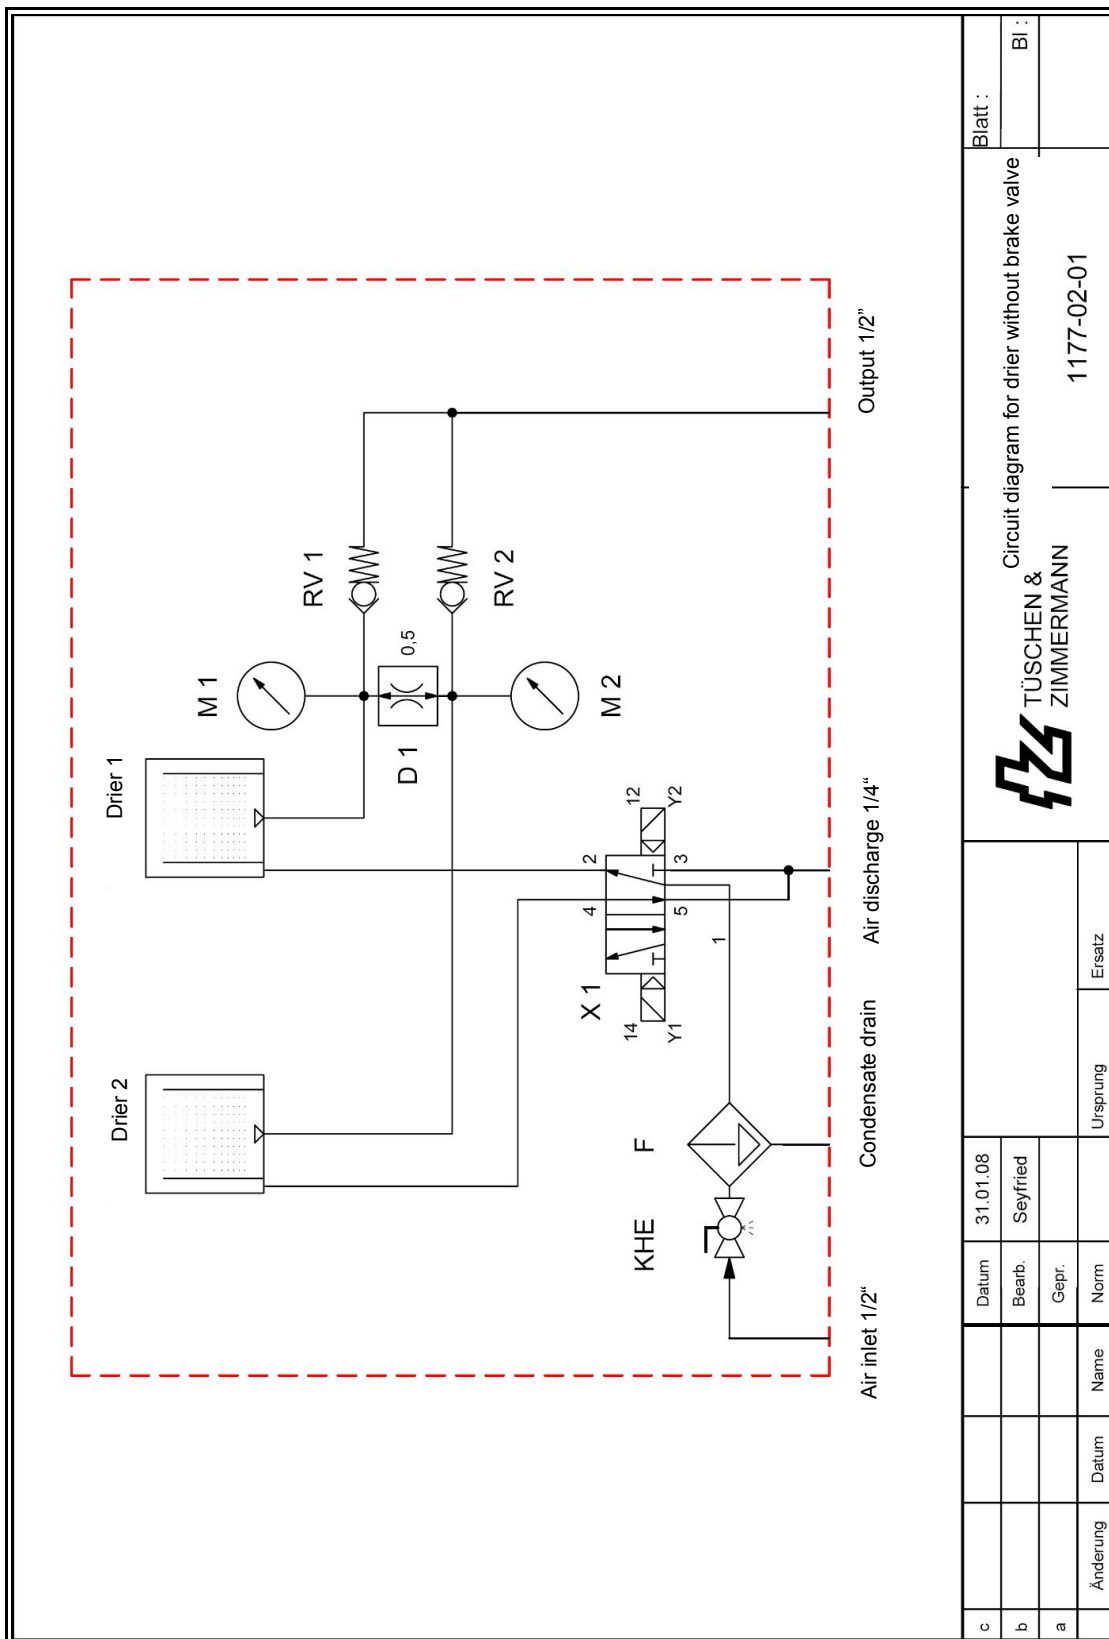 Drier 2
Drier 1
M 1
RV 1
0,5
D 1
RV 2
M 2
X 1
4
2
14
12
Y1
Y2
5
3
1
KHE
F
Air inlet 1/2“
Condensate drain
Air discharge 1/4“
Output 1/2”
c
b
a
Änderung
Datum
Name
Datum
31.01.08
Bearb.
Seyfried
Gepr.
Norm
Ursprung
Ersatz
TÜSCHEN &
ZIMMERMANN
Circuit diagram for drier without brake valve
1177-02-01
Blatt :
Bl :